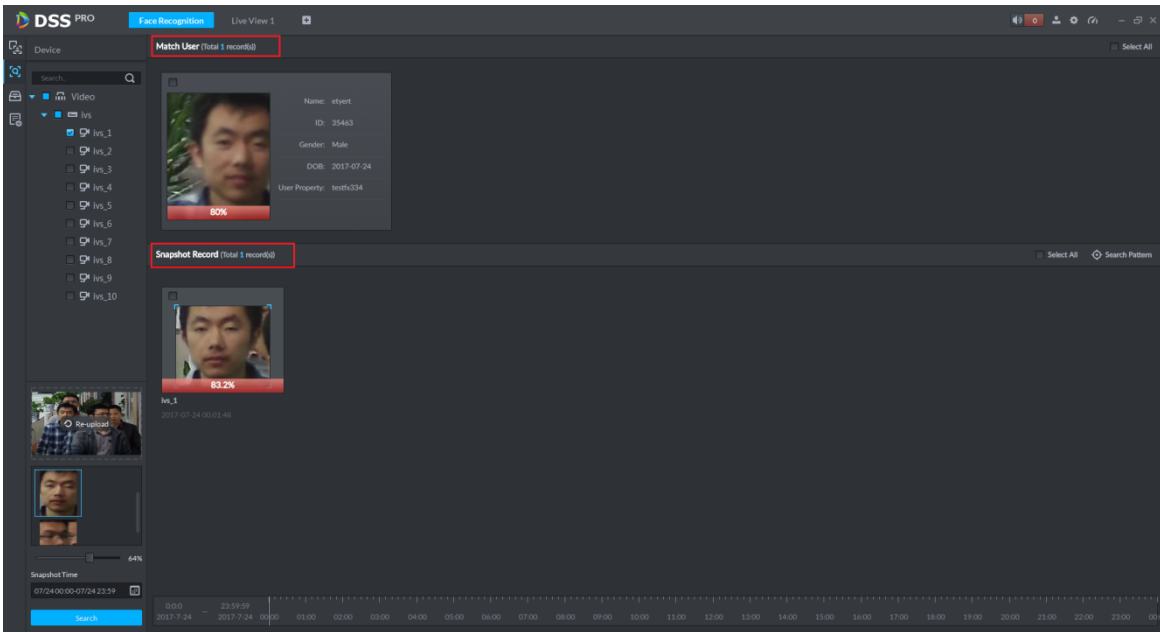 DSS PRO
Face Recognition
Live View 1
0
Device
Match User (Total 1 record(s))
Select All
Search..
Video
ivs
ivs_1
ivs_2
ivs_3
ivs_4
ivs_5
ivs_6
ivs_7
ivs_8
ivs_9
ivs_10
Name: etyert
ID: 35463
Gender: Male
DOB: 2017-07-24
User Property: testfx334
80%
Snapshot Record (Total 1 record(s))
Select All
Search Pattern
83.2%
ivs_1
2017-07-24 00:01:48
Re-upload
64%
Snapshot Time
07/24 00:00-07/24 23:59
Search
0:0:0 23:59:59
2017-7-24 – 2017-7-24 00:00 01:00 02:00 03:00 04:00 05:00 06:00 07:00 08:00 09:00 10:00 11:00 12:00 13:00 14:00 15:00 16:00 17:00 18:00 19:00 20:00 21:00 22:00 23:00 00